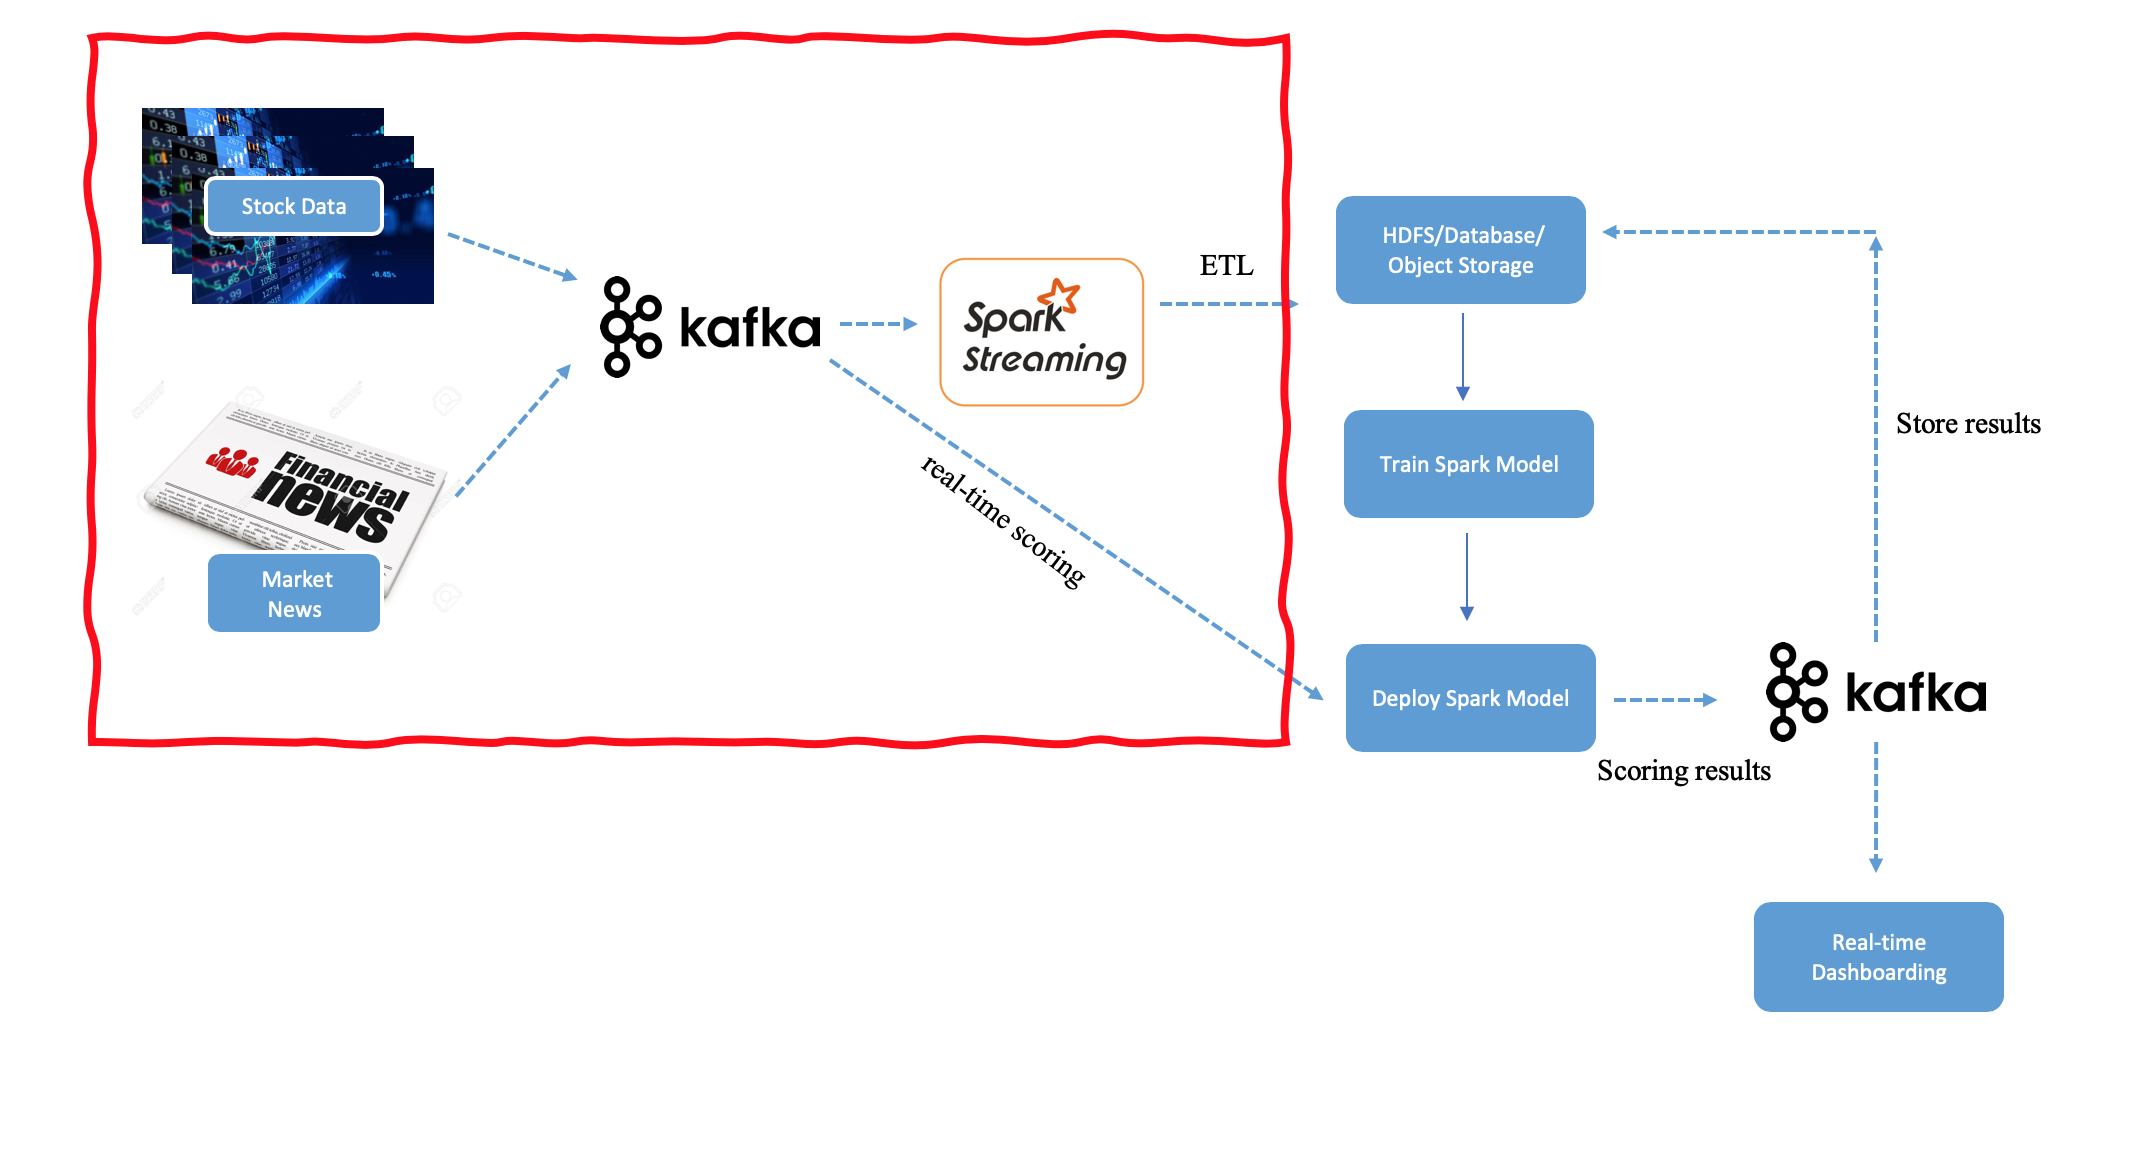 Stock Data
Financial
news
Market
News
kafka
Spark
Streaming
ETL
real-time scoring
HDFS/Database/
Object Storage
Train Spark Model
Deploy Spark Model
Scoring results
kafka
Store results
Real-time
Dashboarding